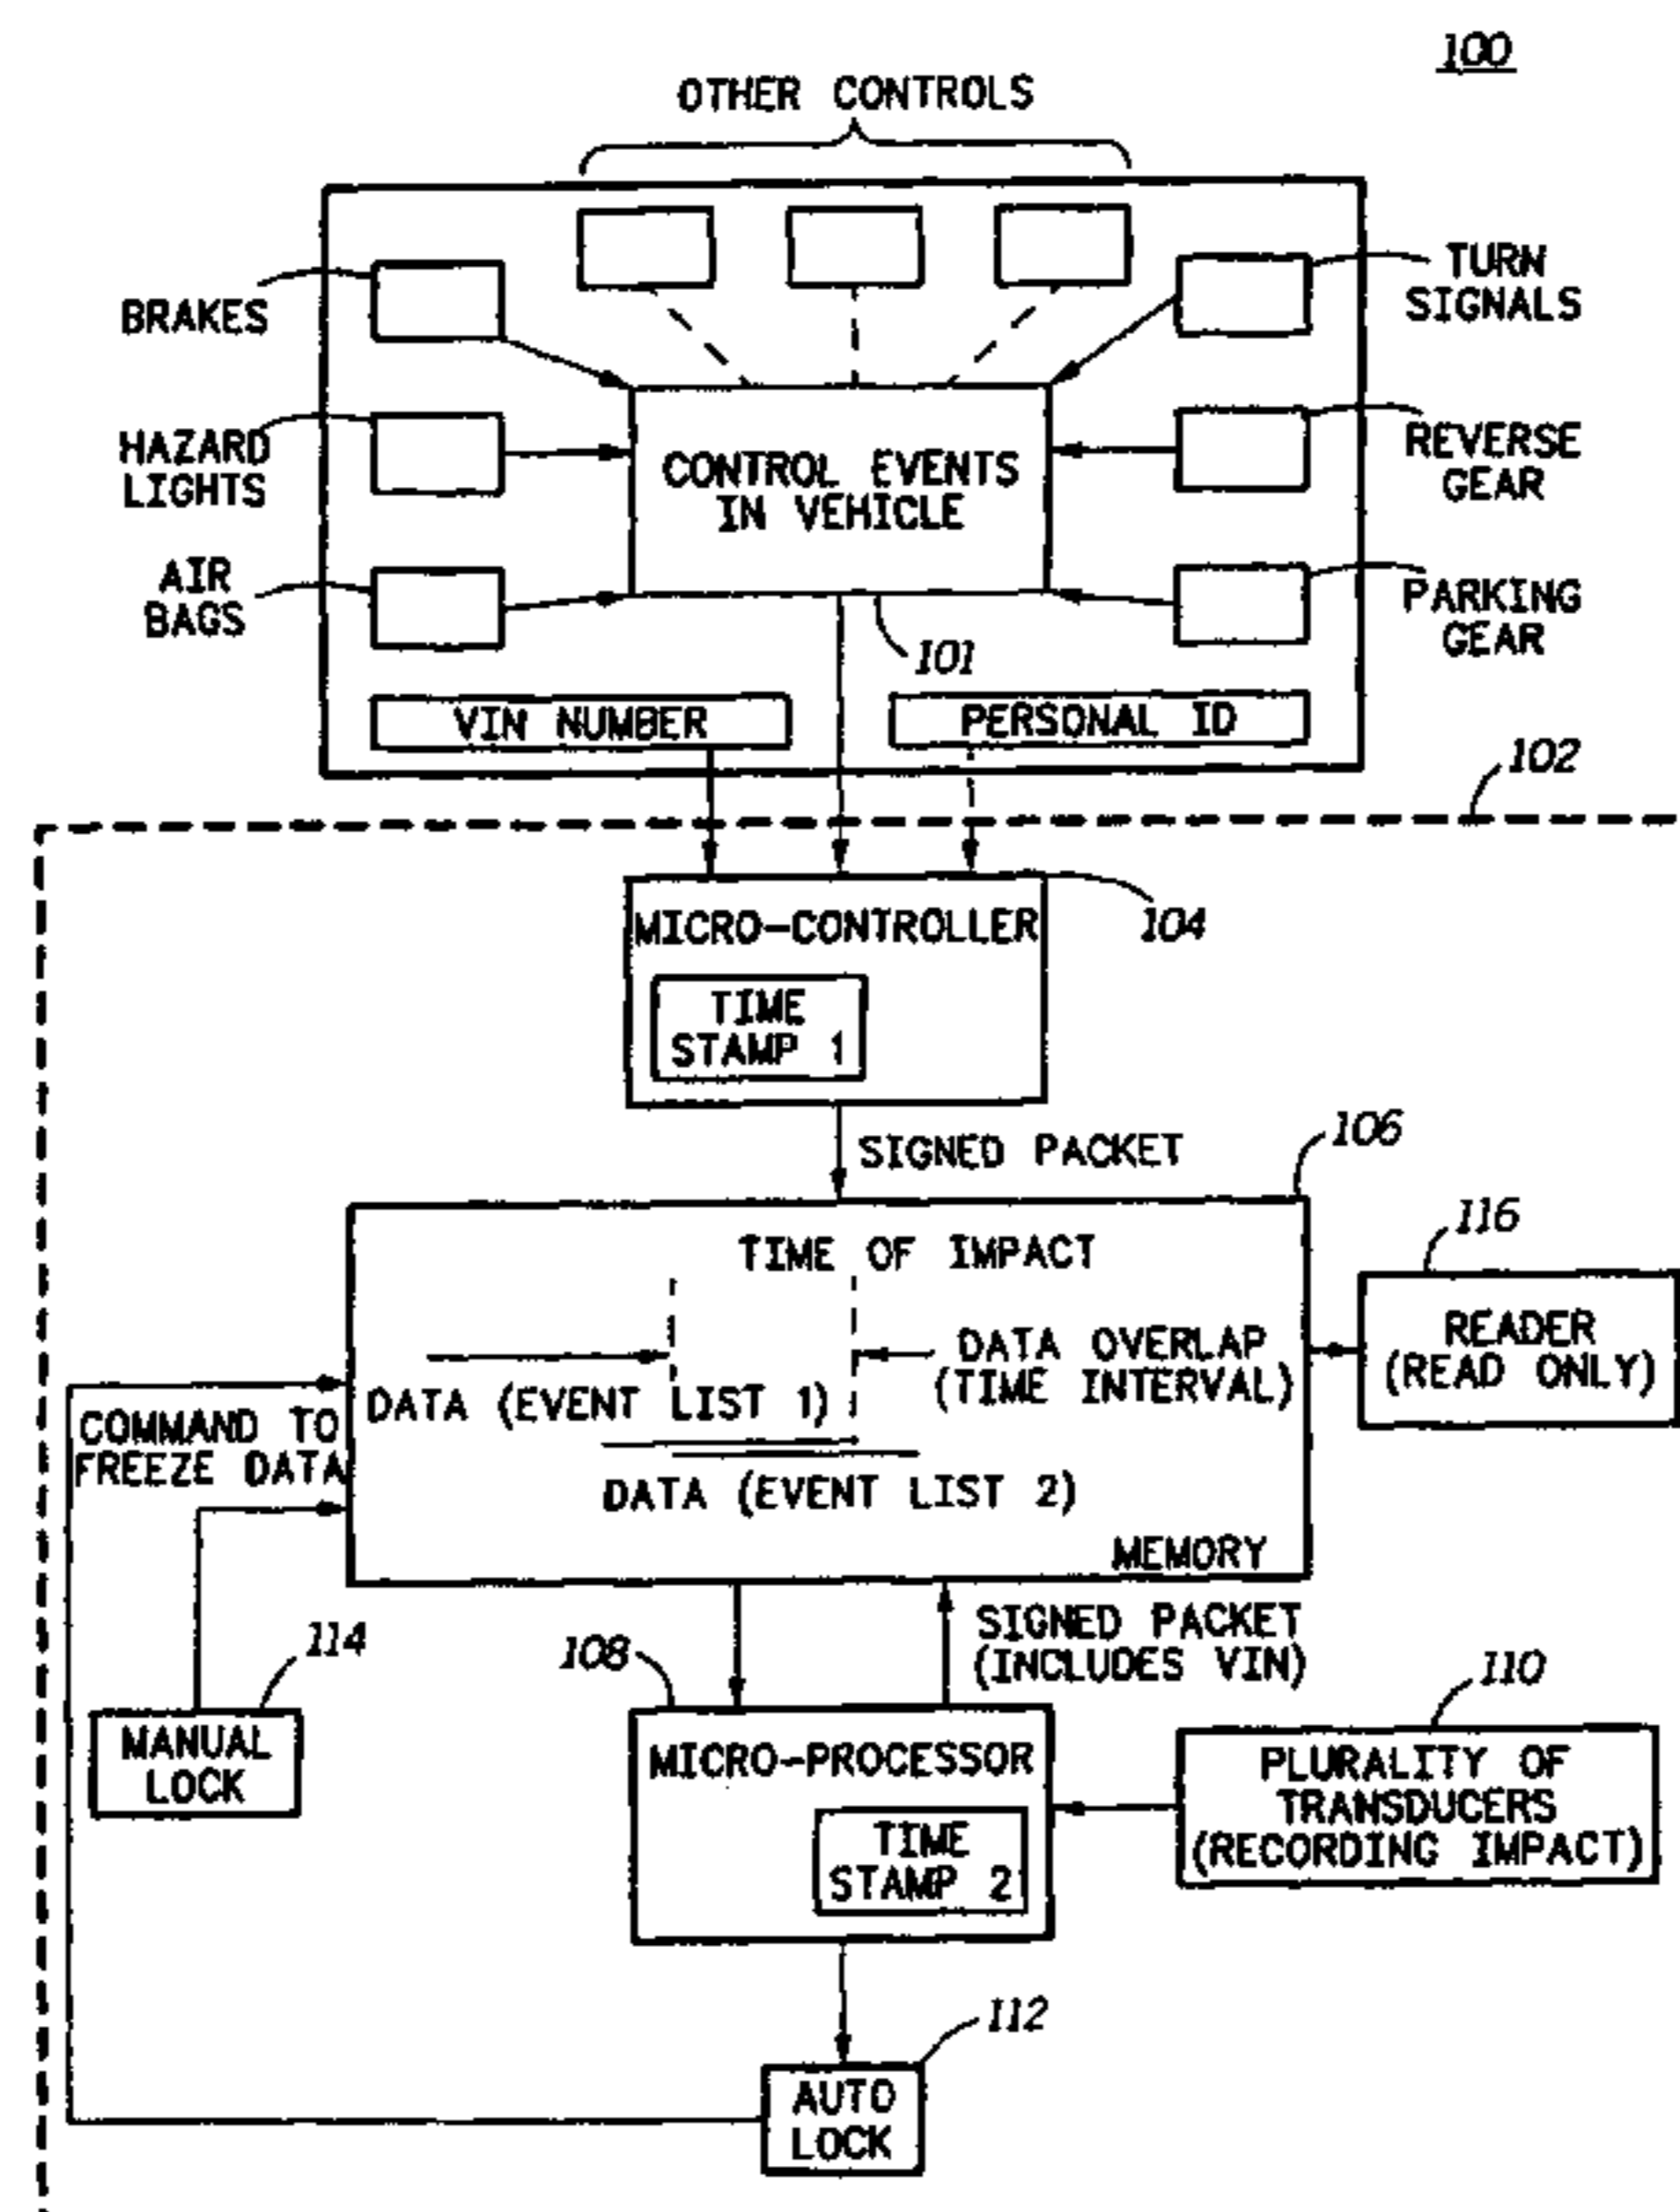 100
OTHER CONTROLS
BRAKES
TURN
SIGNALS
HAZARD
LIGHTS
CONTROL EVENTS
IN VEHICLE
REVERSE
GEAR
AIR
BAGS
PARKING
GEAR
101
VIN NUMBER
PERSONAL ID
102
MICRO-CONTROLLER
104
TIME
STAMP 1
SIGNED PACKET
106
TIME OF IMPACT
116
DATA OVERLAP
(TIME INTERVAL)
READER
(READ ONLY)
DATA (EVENT LIST 1)
COMMAND TO
FREEZE DATA
DATA (EVENT LIST 2)
MEMORY
SIGNED PACKET
(INCLUDES VIN)
114
108
110
MANUAL
LOCK
MICRO-PROCESSOR
TIME
STAMP 2
PLURALITY OF
TRANSDUCERS
(RECORDING IMPACT)
112
AUTO
LOCK